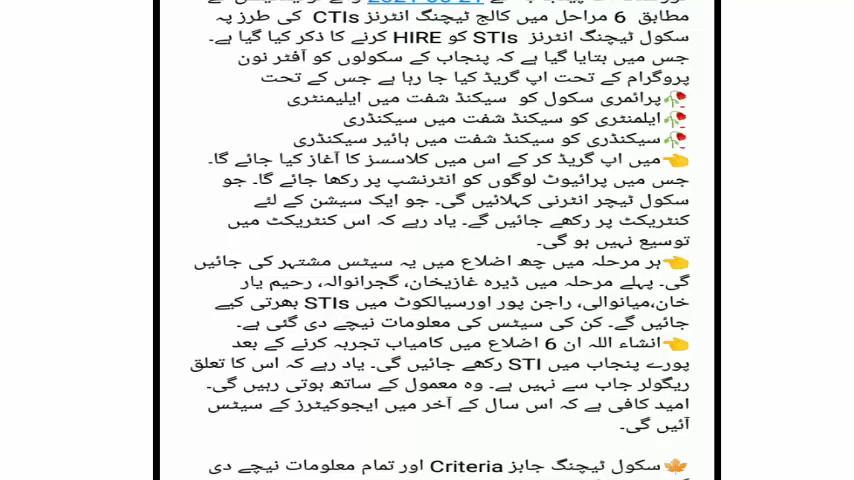 مطابق 6 مراحل میں کالج ٹیچنگ انٹرنز CTIs کی طرز پہ
سکول ٹیچنگ انٹرنز STIs کو HIRE کرنے کا ذکر کیا گیا ہے۔
جس میں بتایا گیا ہے کہ پنجاب کے سکولوں کو آفٹر نون
پروگرام کے تحت اپ گریڈ کیا جا رہا ہے جس کے تحت
🥀پرائمری سکول کو سیکنڈ شفت میں ایلیمنٹری
🥀ایلمنٹری کو سیکنڈ شفت میں سیکنڈری
🥀سیکنڈری کو سیکنڈ شفت میں ہائیر سیکنڈری
👈میں اپ گریڈ کر کے اس میں کلاسسز کا آغاز کیا جائے گا۔
جس میں پرائیوٹ لوگوں کو انٹرنشپ پر رکھا جائے گا۔ جو
سکول ٹیچر انٹرنی کہلائیں گی۔ جو ایک سیشن کے لئے
کنٹریکٹ پر رکھے جائیں گے۔ یاد رہے کہ اس کنٹریکٹ میں
توسیع نہیں ہو گی۔
👈ہر مرحلہ میں چھ اضلاع میں یہ سیٹس مشتہر کی جائیں
گی۔ پہلے مرحلہ میں ڈیرہ غازیخان، گجرانوالہ، رحیم یار
خان،میانوالی، راجن پور اورسیالکوٹ میں STIs بھرتی کیے
جائیں گے۔ کن کی سیٹس کی معلومات نیچے دی گئی ہے۔
👈انشاء اللہ ان 6 اضلاع میں کامیاب تجربہ کرنے کے بعد
پورے پنجاب میں STI رکھے جائیں گی۔ یاد رہے کہ اس کا تعلق
ریگولر جاب سے نہیں ہے۔ وہ معمول کے ساتھ ہوتی رہیں گی۔
امید کافی ہے کہ اس سال کے آخر میں ایجوکیٹرز کے سیٹس
آئیں گی۔
🍁سکول ٹیچنگ جابز Criteria اور تمام معلومات نیچے دی